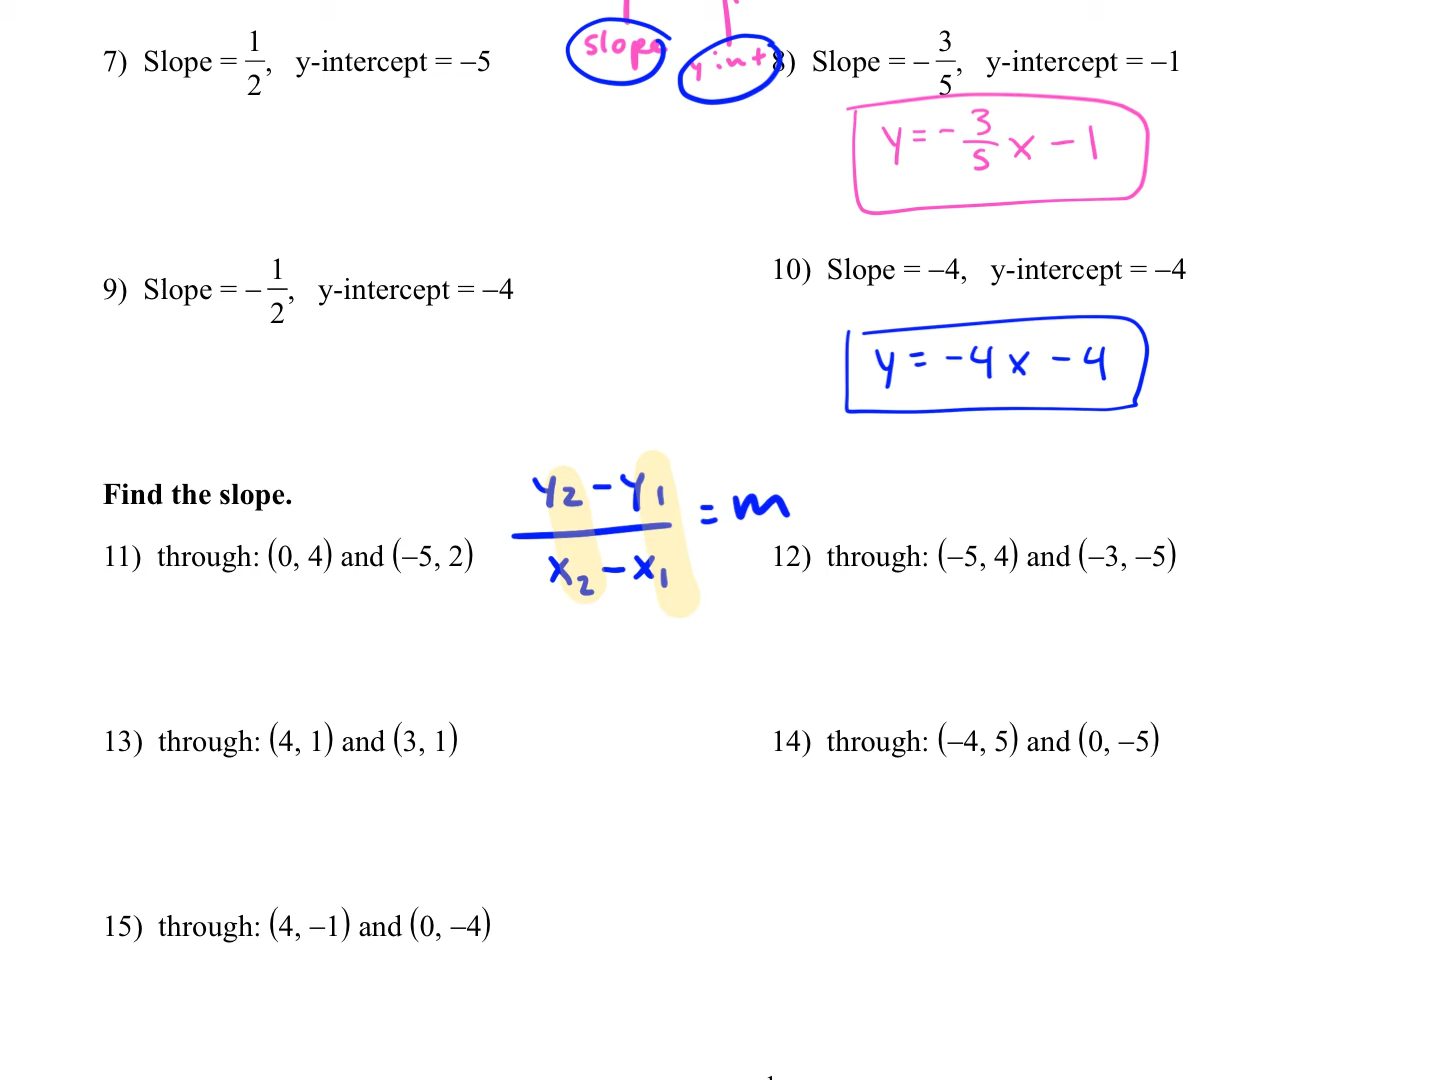 7) Slope = 1/2, y-intercept = –5
slope
y int
8) Slope = – 3/5, y-intercept = –1
y = - 3/5 x - 1
9) Slope = – 1/2, y-intercept = –4
10) Slope = –4, y-intercept = –4
y = -4x - 4
Find the slope.
y2 - y1 / x2 - x1 = m
11) through: (0, 4) and (–5, 2)
12) through: (–5, 4) and (–3, –5)
13) through: (4, 1) and (3, 1)
14) through: (–4, 5) and (0, –5)
15) through: (4, –1) and (0, –4)